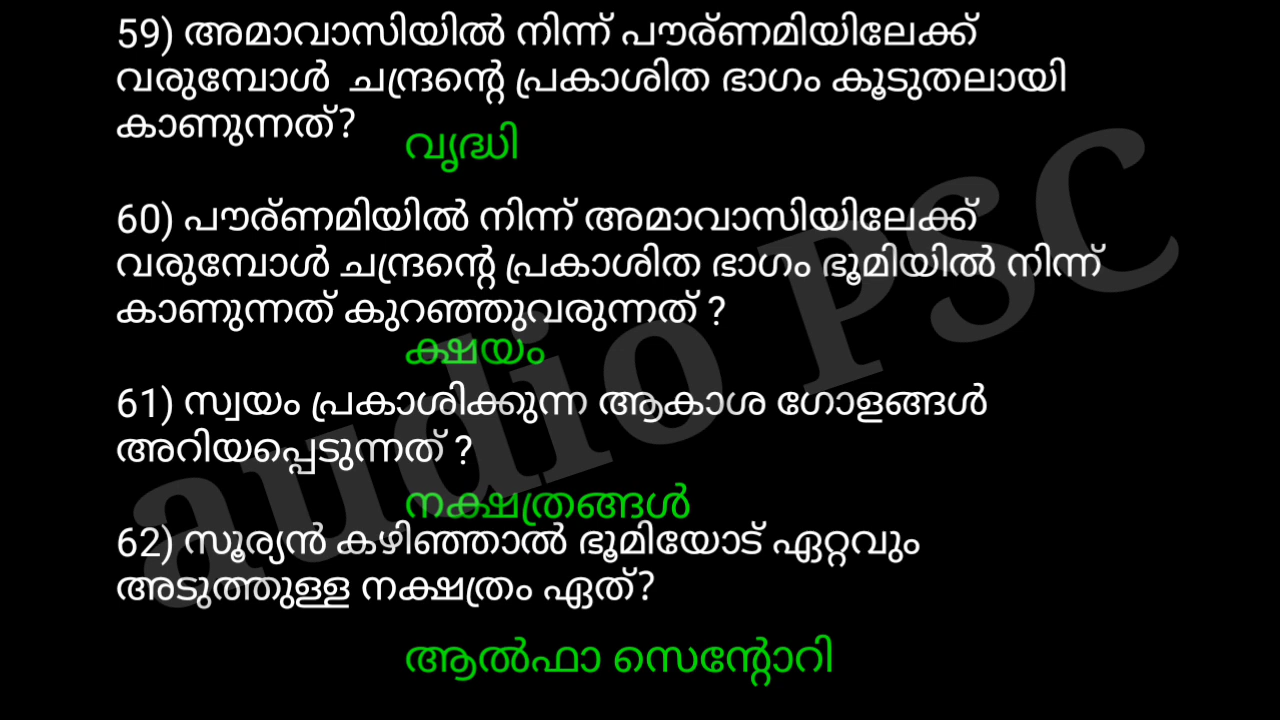 59) അമാവാസിയിൽ നിന്ന് പൗര്ണമിയിലേക്ക്
വരുമ്പോൾ ചന്ദ്രന്റെ പ്രകാശിത ഭാഗം കൂടുതലായി
കാണുന്നത്?
വൃദ്ധി
60) പൗര്ണമിയിൽ നിന്ന് അമാവാസിയിലേക്ക്
വരുമ്പോൾ ചന്ദ്രന്റെ പ്രകാശിത ഭാഗം ഭൂമിയിൽ നിന്ന്
കാണുന്നത് കുറഞ്ഞുവരുന്നത് ?
ക്ഷയം
61) സ്വയം പ്രകാശിക്കുന്ന ആകാശ ഗോളങ്ങൾ
അറിയപ്പെടുന്നത് ?
നക്ഷത്രങ്ങൾ
62) സൂര്യൻ കഴിഞ്ഞാൽ ഭൂമിയോട് ഏറ്റവും
അടുത്തുള്ള നക്ഷത്രം ഏത്?
ആൽഫാ സെന്റോറി
audio PSC